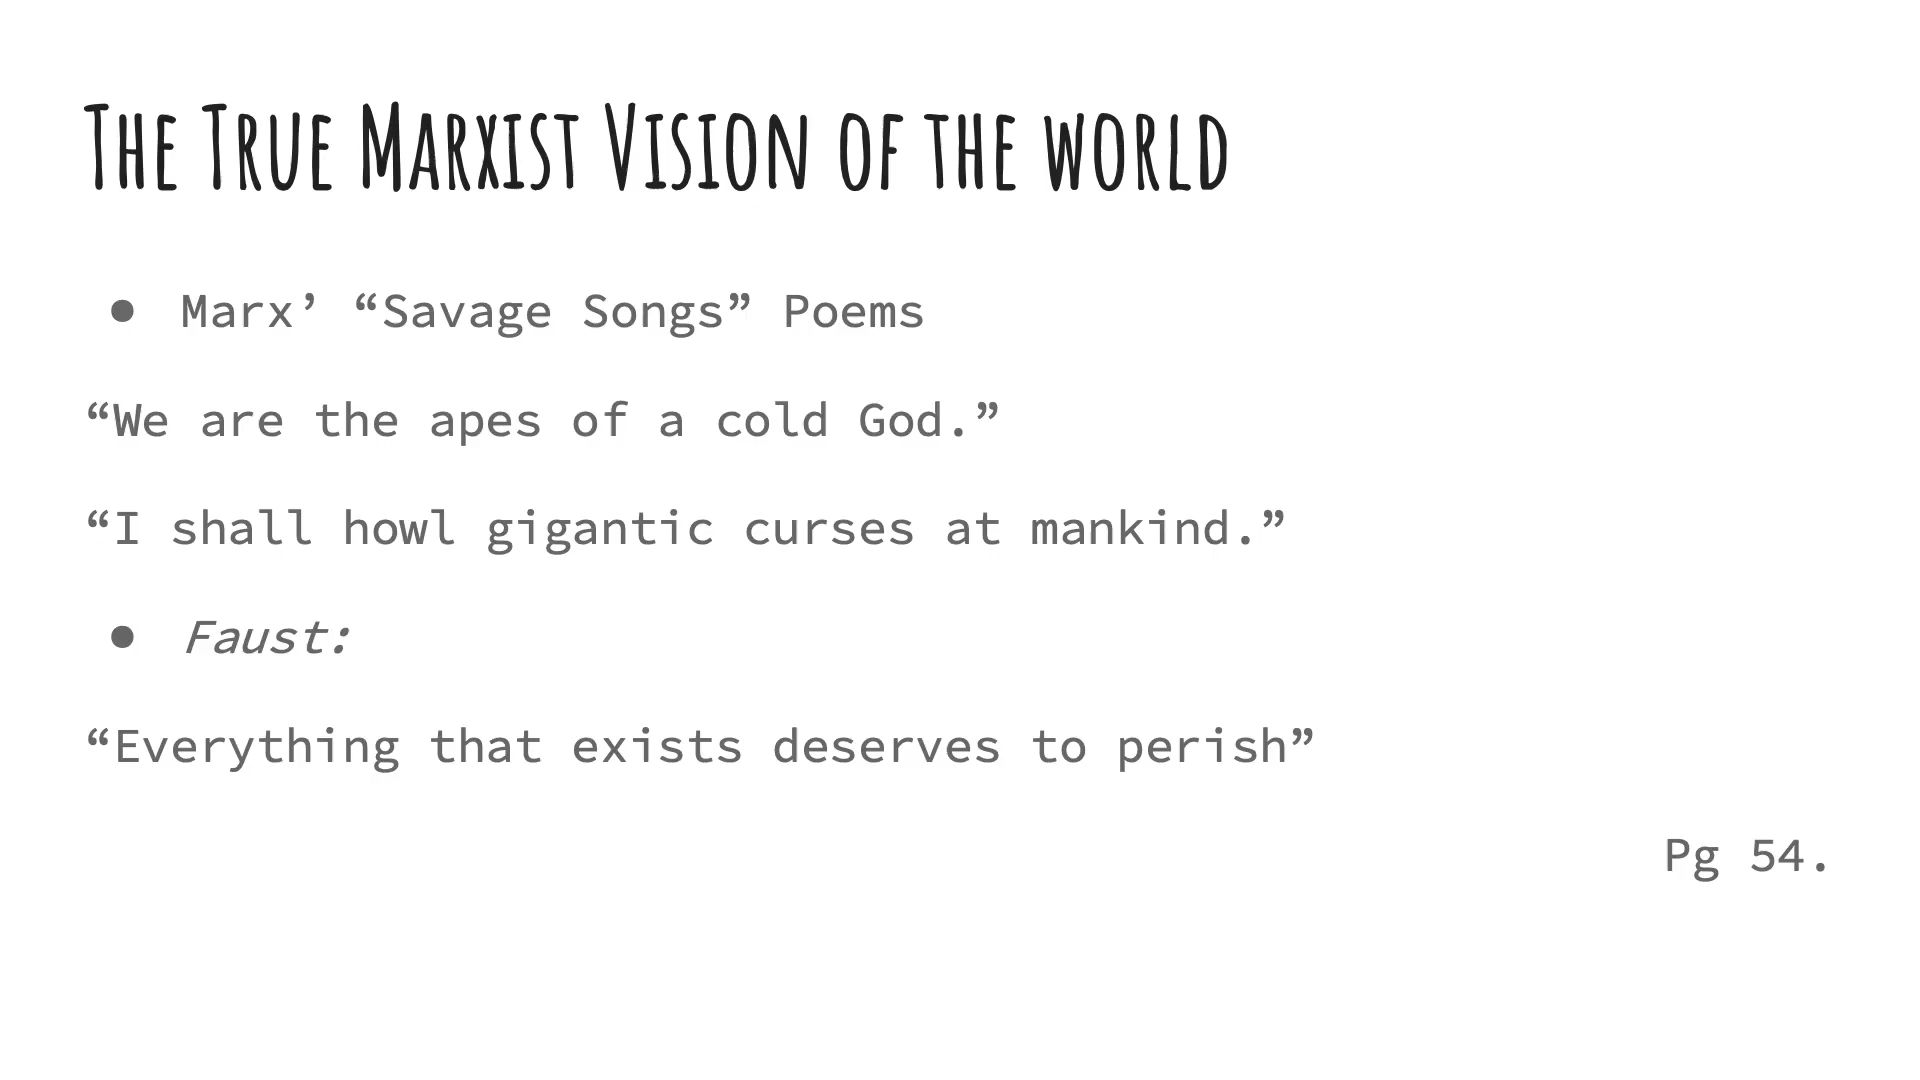 The True Marxist Vision of the world
● Marx’ “Savage Songs” Poems
“We are the apes of a cold God.”
“I shall howl gigantic curses at mankind.”
● Faust:
“Everything that exists deserves to perish”
Pg 54.